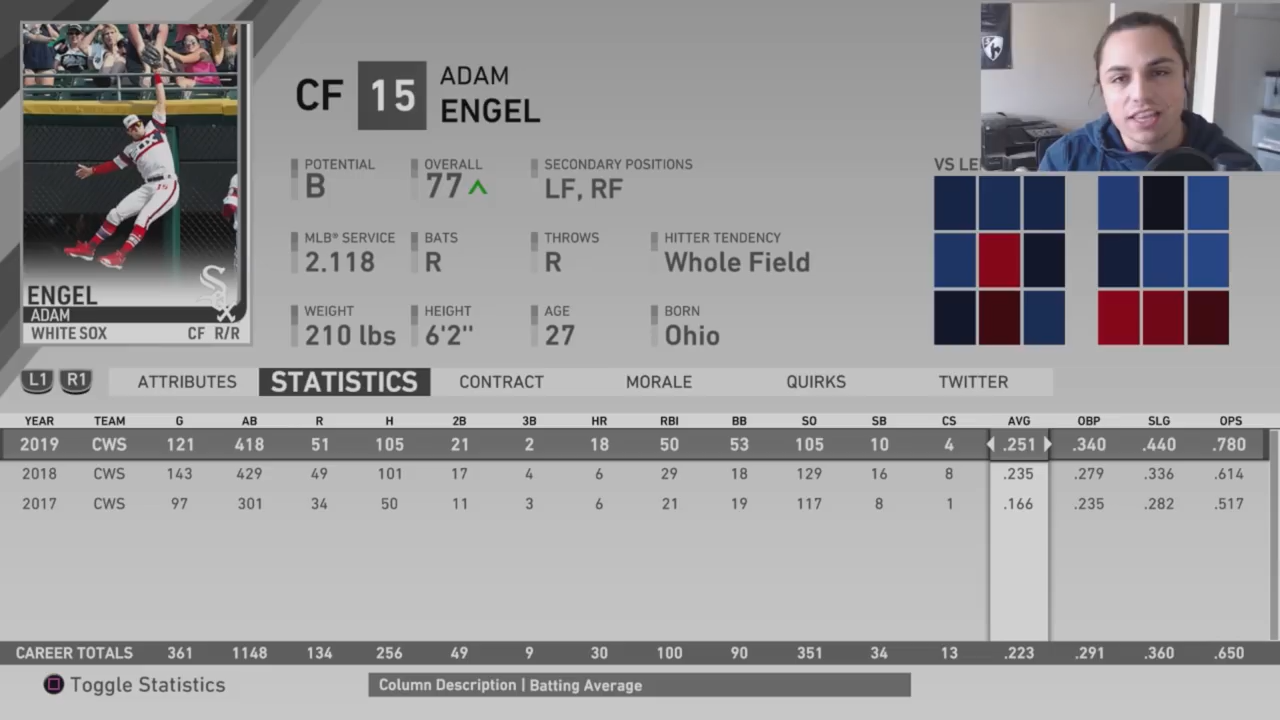 CF 15 ADAM ENGEL
POTENTIAL OVERALL SECONDARY POSITIONS
B 77 LF, RF
VS
MLB® SERVICE BATS THROWS HITTER TENDENCY
2.118 R R Whole Field
WEIGHT HEIGHT AGE BORN
210 lbs 6'2" 27 Ohio
ENGEL
ADAM
WHITE SOX CF R/R
L1 R1 ATTRIBUTES STATISTICS CONTRACT MORALE QUIRKS TWITTER
YEAR TEAM G AB R H 2B 3B HR RBI BB SO SB CS AVG OBP SLG OPS
2019 CWS 121 418 51 105 21 2 18 50 53 105 10 4 .251 .340 .440 .780
2018 CWS 143 429 49 101 17 4 6 29 18 129 16 8 .235 .279 .336 .614
2017 CWS 97 301 34 50 11 3 6 21 19 117 8 1 .166 .235 .282 .517
CAREER TOTALS 361 1148 134 256 49 9 30 100 90 351 34 13 .223 .291 .360 .650
Toggle Statistics
Column Description | Batting Average